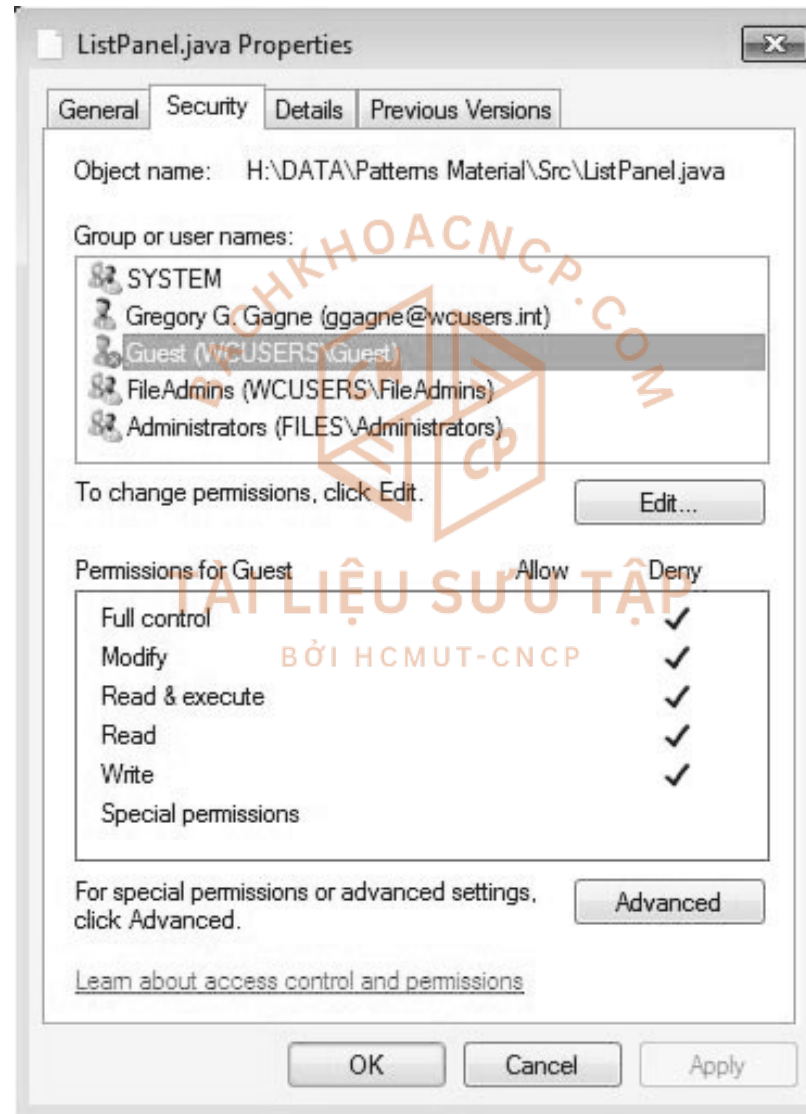 ListPanel.java Properties
General Security Details Previous Versions
Object name: H:\DATA\Patterns Material\Src\ListPanel.java
Group or user names:
SYSTEM
Gregory G. Gagne (ggagne@wcusers.int)
Guest (WCUSERS\Guest)
FileAdmins (WCUSERS\FileAdmins)
Administrators (FILES\Administrators)
BACHKHOACNCP.COM
CP
CP
To change permissions, click Edit.
Edit...
Permissions for Guest Allow Deny
TÀI LIỆU SƯU TẬP
Full control
BỞI HCMUT-CNCP
Modify
Read & execute
Read
Write
Special permissions
For special permissions or advanced settings,
click Advanced.
Advanced
Learn about access control and permissions
OK Cancel Apply